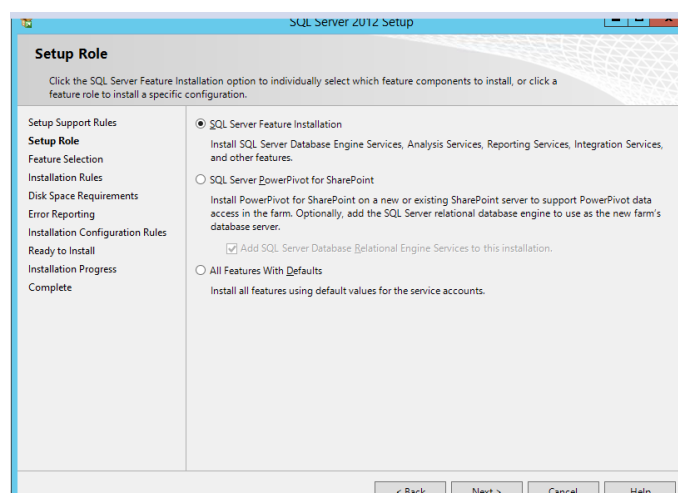 SQL Server 2012 Setup
Setup Role
Click the SQL Server Feature Installation option to individually select which feature components to install, or click a
feature role to install a specific configuration.
Setup Support Rules
Setup Role
Feature Selection
Installation Rules
Disk Space Requirements
Error Reporting
Installation Configuration Rules
Ready to Install
Installation Progress
Complete
SQL Server Feature Installation
Install SQL Server Database Engine Services, Analysis Services, Reporting Services, Integration Services,
and other features.
SQL Server PowerPivot for SharePoint
Install PowerPivot for SharePoint on a new or existing SharePoint server to support PowerPivot data
access in the farm. Optionally, add the SQL Server relational database engine to use as the new farm's
database server.
Add SQL Server Database Relational Engine Services to this installation.
All Features With Defaults
Install all features using default values for the service accounts.
< Back Next > Cancel Help